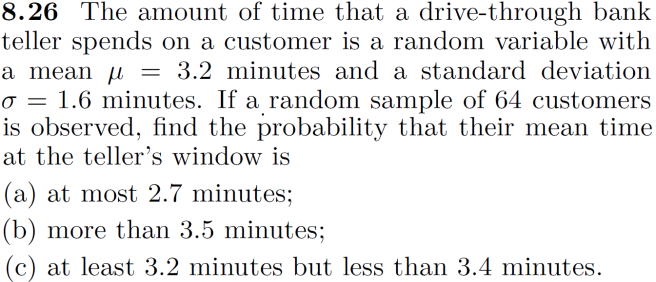 8.26 The amount of time that a drive-through bank
teller spends on a customer is a random variable with
a mean μ = 3.2 minutes and a standard deviation
σ = 1.6 minutes. If a random sample of 64 customers
is observed, find the probability that their mean time
at the teller's window is
(a) at most 2.7 minutes;
(b) more than 3.5 minutes;
(c) at least 3.2 minutes but less than 3.4 minutes.